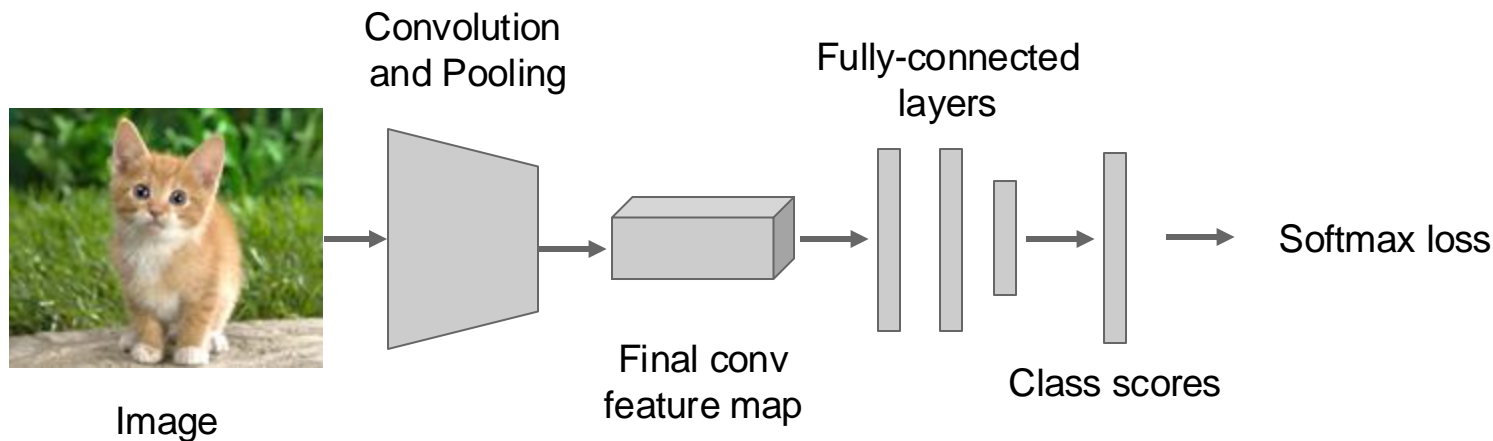 Convolution
and Pooling
Fully-connected
layers
Softmax loss
Final conv
feature map
Class scores
Image